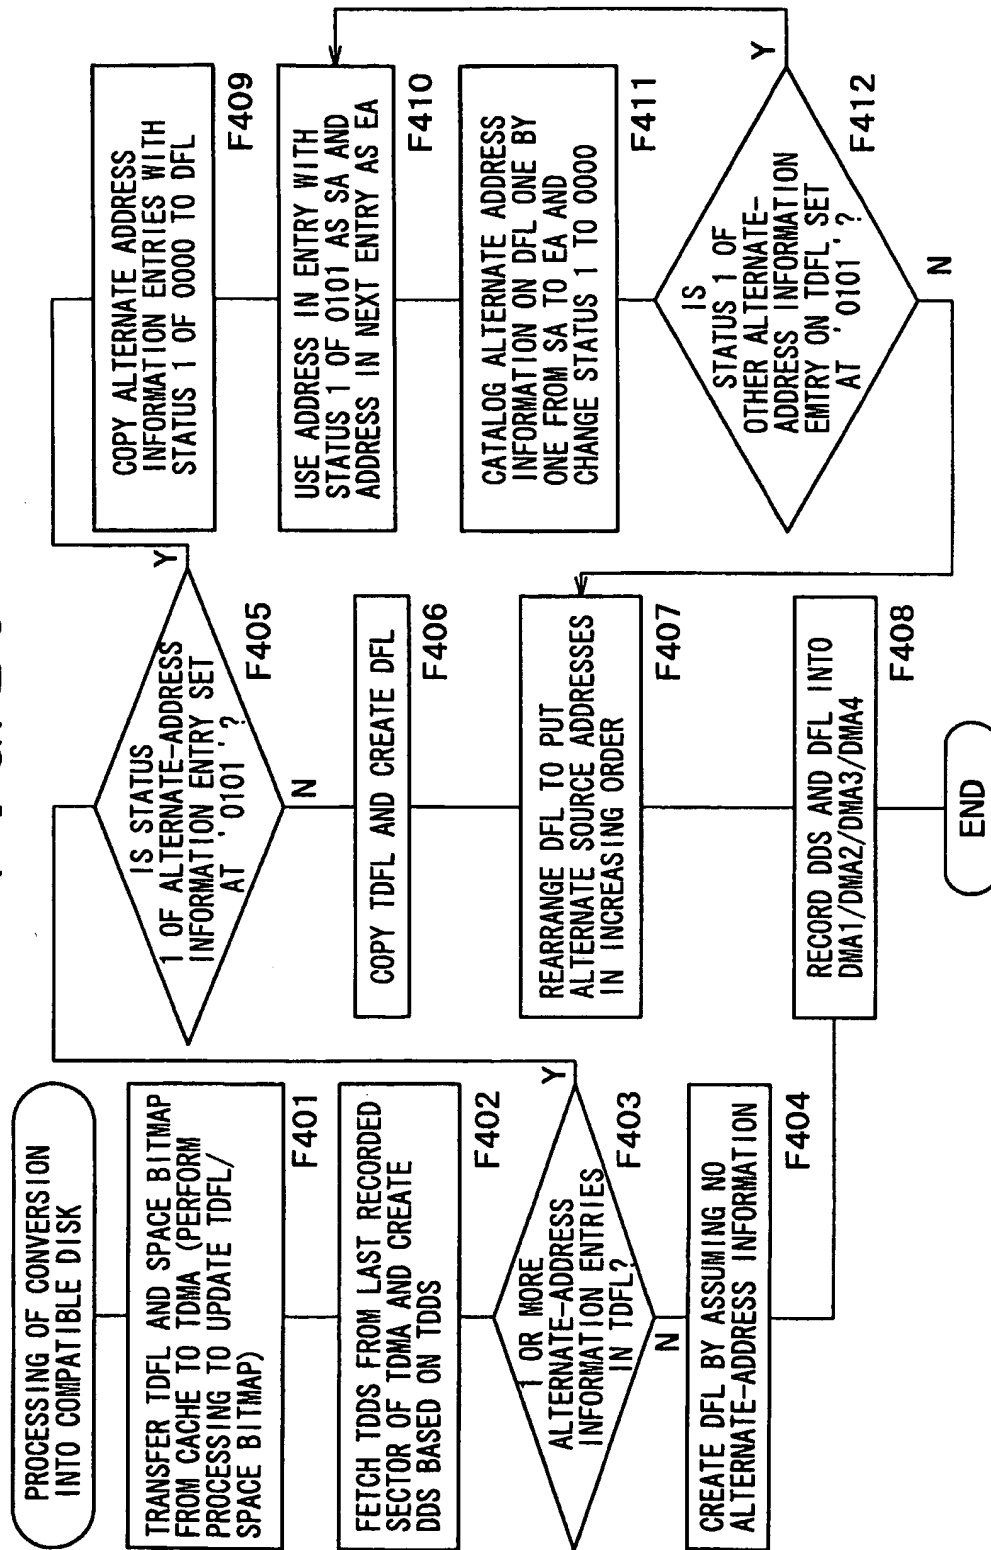 PROCESSING OF CONVERSION
INTO COMPATIBLE DISK
TRANSFER TDFL AND SPACE BITMAP
FROM CACHE TO TDMA (PERFORM
PROCESSING TO UPDATE TDFL/
SPACE BITMAP)
F401
FETCH TDDS FROM LAST RECORDED
SECTOR OF TDMA AND CREATE
DDS BASED ON TDDS
F402
1 OR MORE
ALTERNATE-ADDRESS
INFORMATION ENTRIES
IN TDFL?
Y
F403
N
CREATE DFL BY ASSUMING NO
ALTERNATE-ADDRESS INFORMATION
F404
IS STATUS
1 OF ALTERNATE-ADDRESS
INFORMATION ENTRY SET
AT '0101'?
Y
F405
N
COPY TDFL AND CREATE DFL
F406
REARRANGE DFL TO PUT
ALTERNATE SOURCE ADDRESSES
IN INCREASING ORDER
F407
RECORD DDS AND DFL INTO
DMA1/DMA2/DMA3/DMA4
F408
END
COPY ALTERNATE ADDRESS
INFORMATION ENTRIES WITH
STATUS 1 OF 0000 TO DFL
F409
USE ADDRESS IN ENTRY WITH
STATUS 1 OF 0101 AS SA AND
ADDRESS IN NEXT ENTRY AS EA
F410
CATALOG ALTERNATE ADDRESS
INFORMATION ON DFL ONE BY
ONE FROM SA TO EA AND
CHANGE STATUS 1 TO 0000
F411
IS
STATUS 1 OF
OTHER ALTERNATE-
ADDRESS INFORMATION
EMTRY ON TDFL SET
AT '0101'?
Y
F412
N